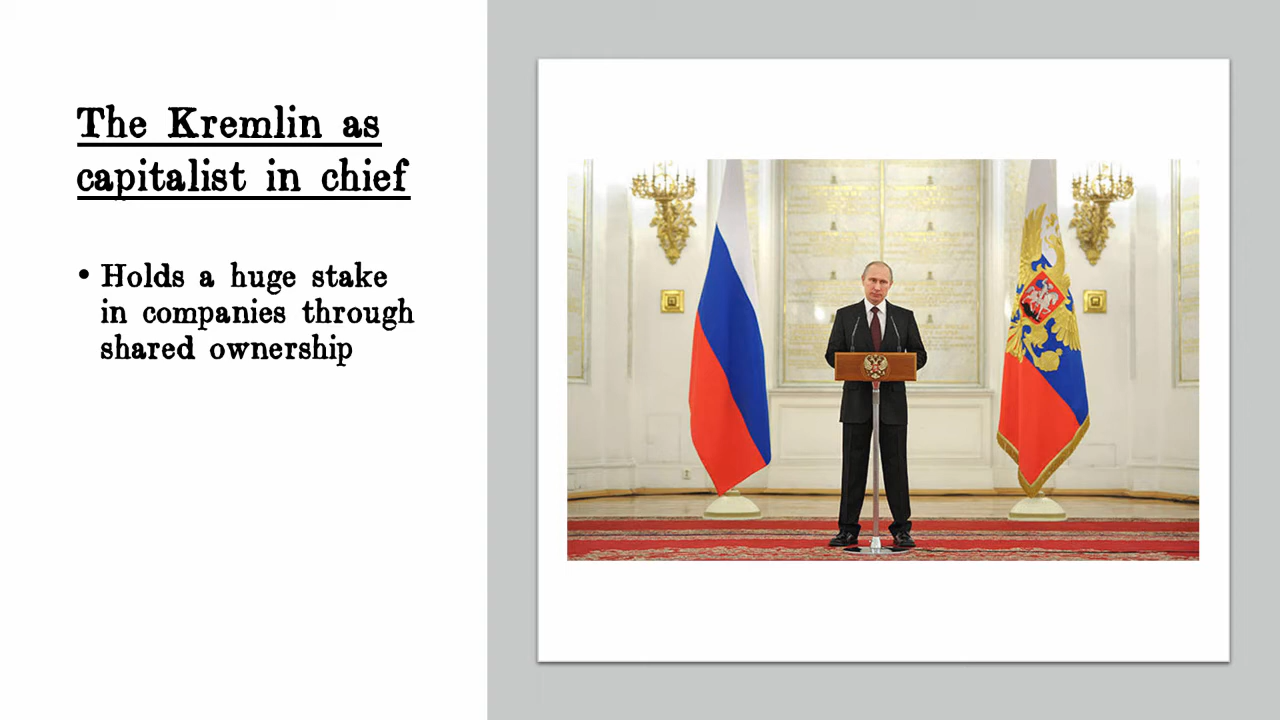 The Kremlin as
capitalist in chief
• Holds a huge stake
in companies through
shared ownership